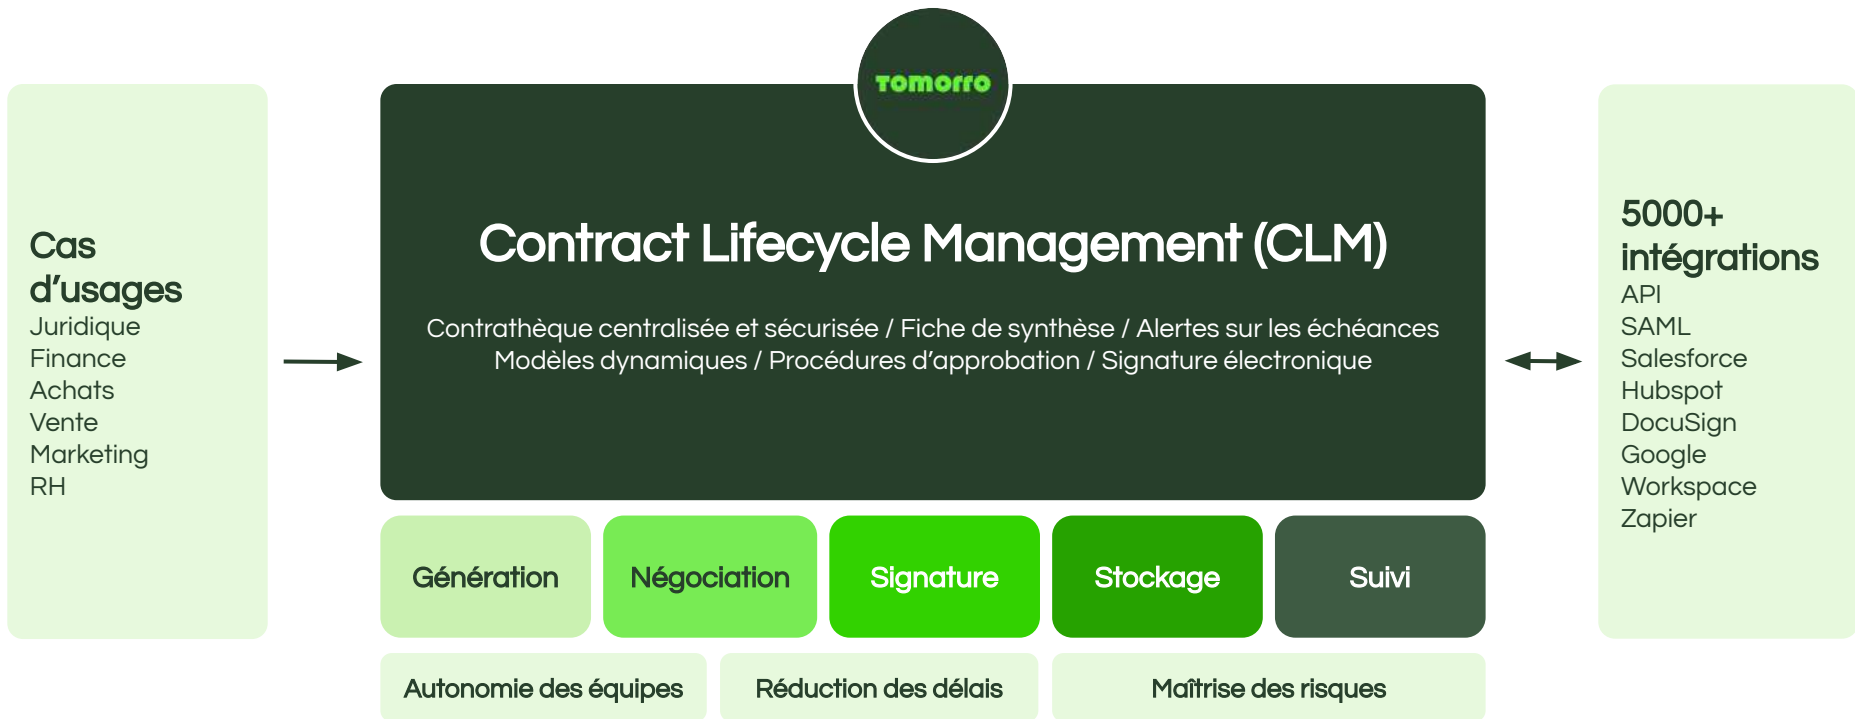 Tomorro
Cas
d’usages
Juridique
Finance
Achats
Vente
Marketing
RH
Contract Lifecycle Management (CLM)
Contrathèque centralisée et sécurisée / Fiche de synthèse / Alertes sur les échéances
Modèles dynamiques / Procédures d’approbation / Signature électronique
5000+
intégrations
API
SAML
Salesforce
Hubspot
DocuSign
Google
Workspace
Zapier
Génération
Négociation
Signature
Stockage
Suivi
Autonomie des équipes
Réduction des délais
Maîtrise des risques